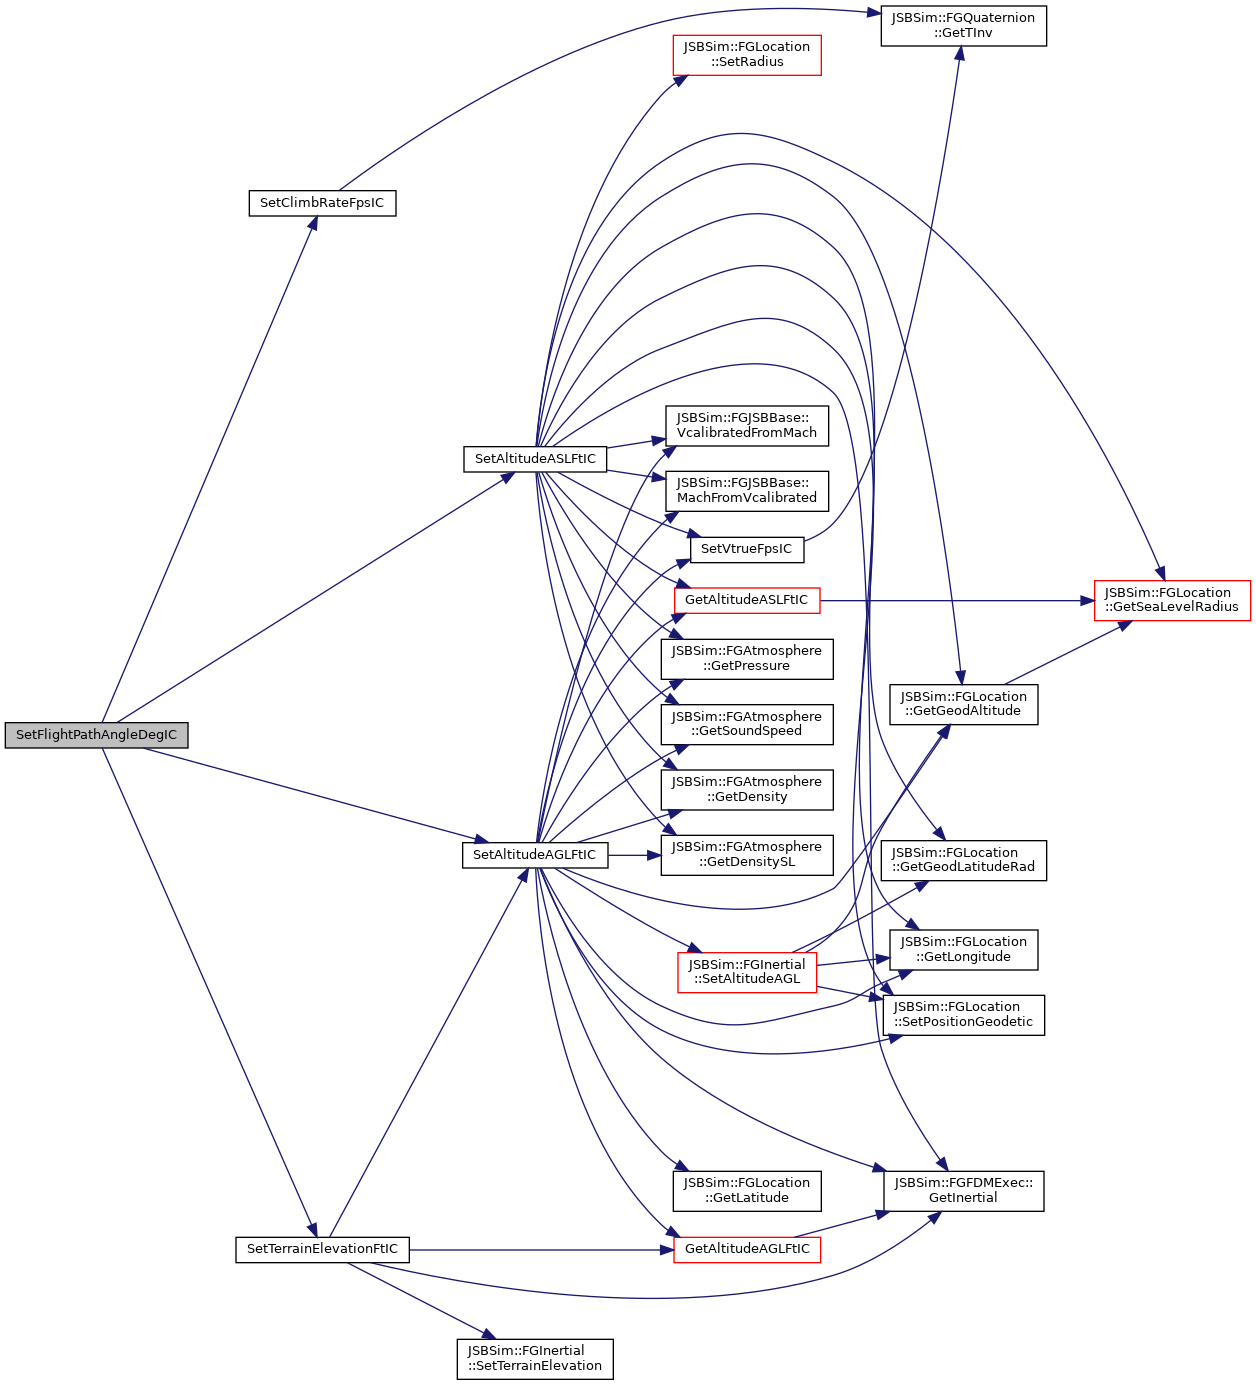 JSBSim::FGQuaternion
::GetTInv
JSBSim::FGLocation
::SetRadius
SetClimbRateFpsIC
JSBSim::FGJSBBase::
VcalibratedFromMach
SetAltitudeASLFtIC
JSBSim::FGJSBBase::
MachFromVcalibrated
SetVtrueFpsIC
GetAltitudeASLFtIC
JSBSim::FGLocation
::GetSeaLevelRadius
JSBSim::FGAtmosphere
::GetPressure
JSBSim::FGLocation
::GetGeodAltitude
JSBSim::FGAtmosphere
::GetSoundSpeed
SetFlightPathAngleDegIC
JSBSim::FGAtmosphere
::GetDensity
JSBSim::FGAtmosphere
::GetDensitySL
SetAltitudeAGLFtIC
JSBSim::FGLocation
::GetGeodLatitudeRad
JSBSim::FGLocation
::GetLongitude
JSBSim::FGInertial
::SetAltitudeAGL
JSBSim::FGLocation
::SetPositionGeodetic
JSBSim::FGLocation
::GetLatitude
JSBSim::FGFDMExec::
GetInertial
SetTerrainElevationFtIC
GetAltitudeAGLFtIC
JSBSim::FGInertial
::SetTerrainElevation